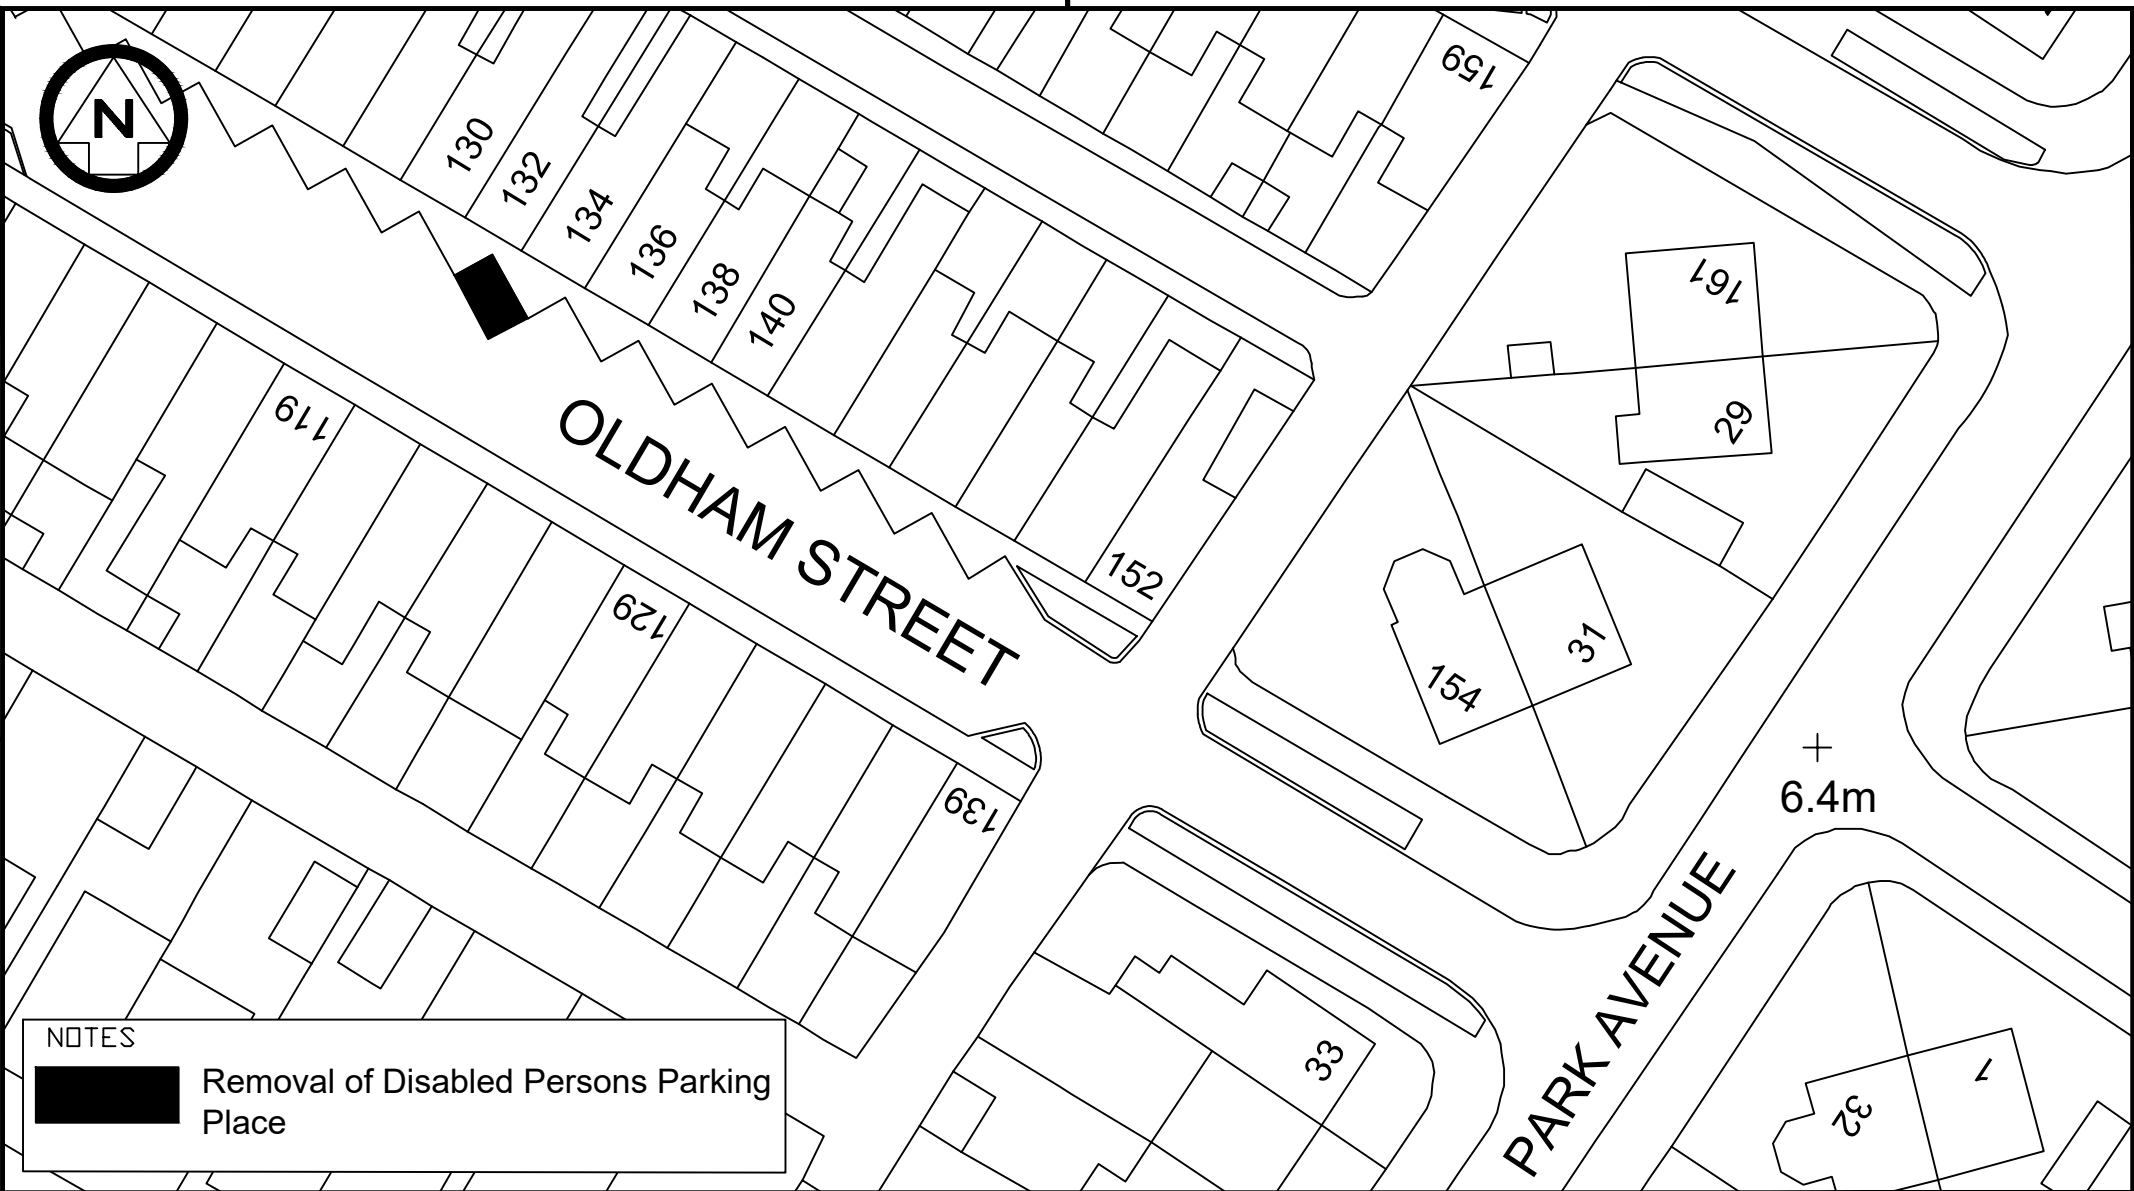 N
159
130
132
134
136
138
140
161
29
119
OLDHAM STREET
129
152
154
31
139
6.4m
PARK AVENUE
33
32
1
NOTES
Removal of Disabled Persons Parking
Place